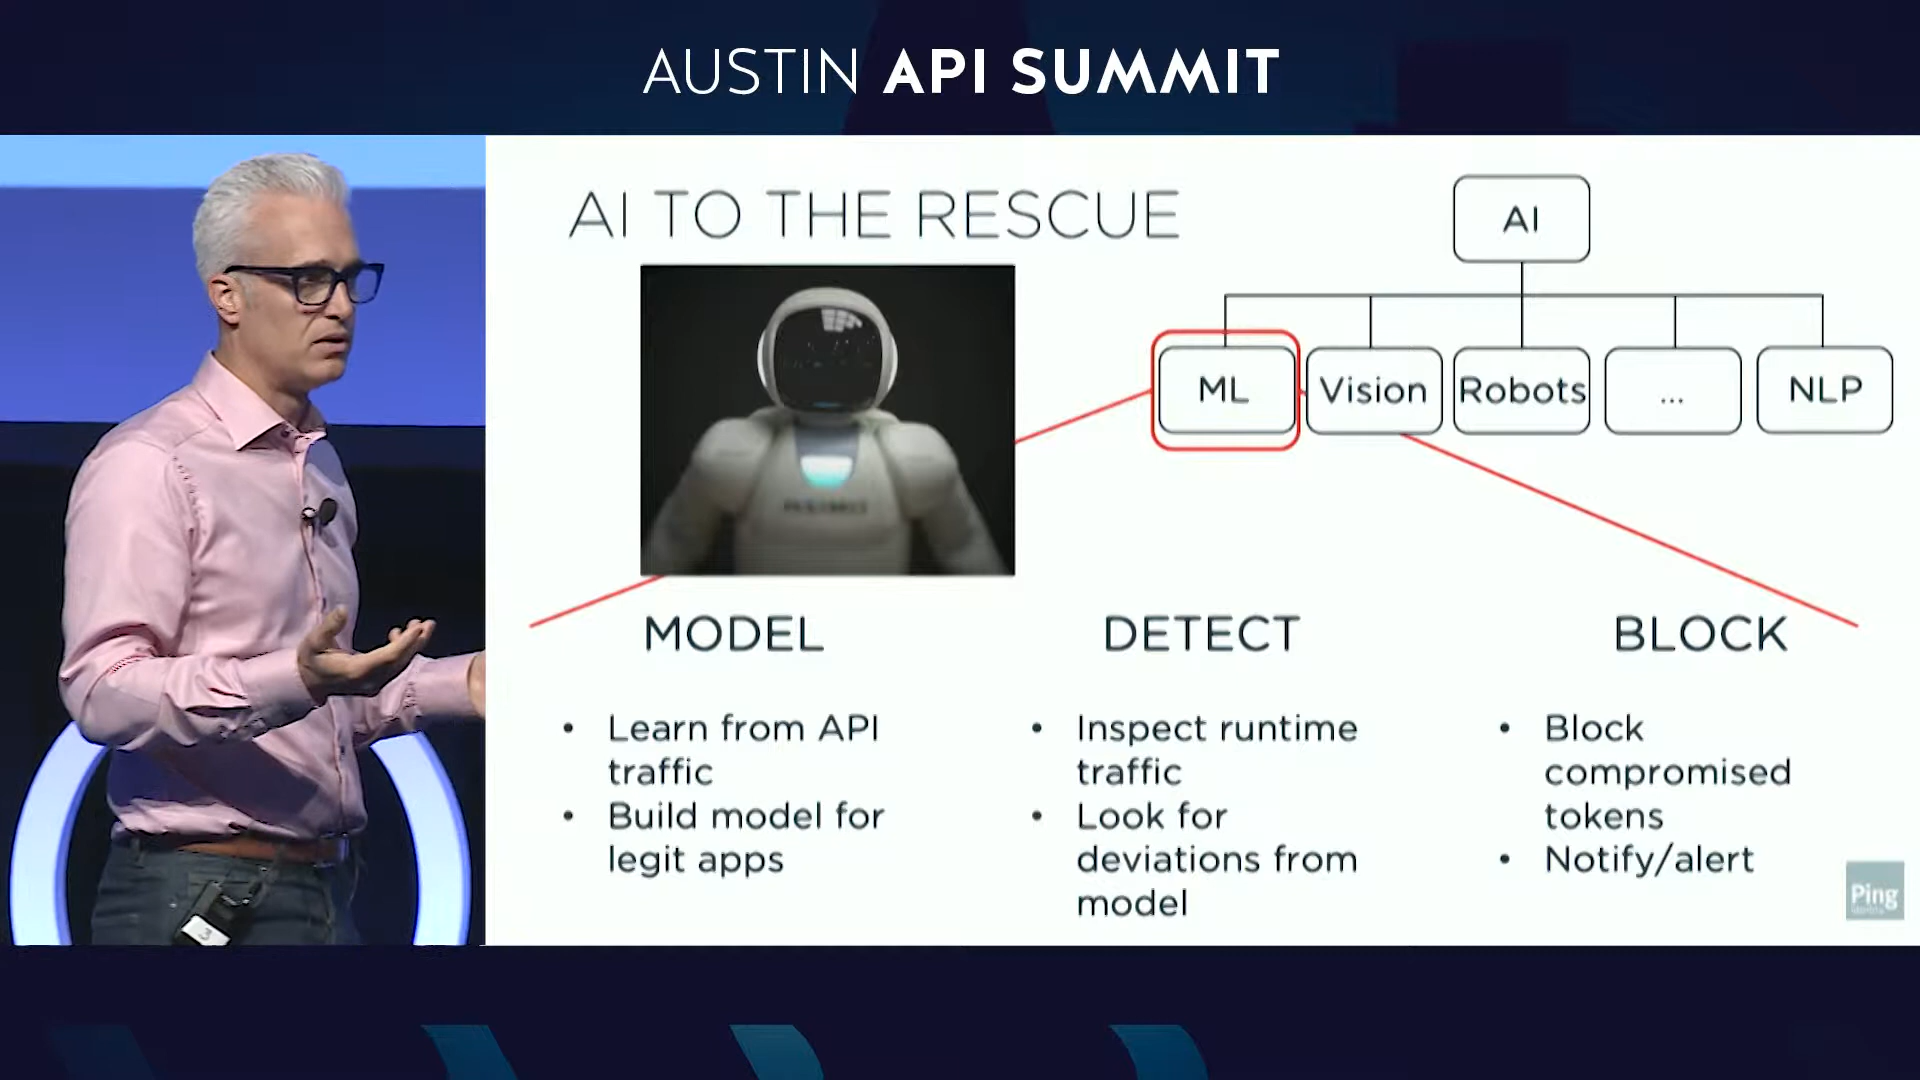 AUSTIN API SUMMIT
AI TO THE RESCUE
AI
ML
Vision
Robots
...
NLP
MODEL
• Learn from API
traffic
• Build model for
legit apps
DETECT
• Inspect runtime
traffic
• Look for
deviations from
model
BLOCK
• Block
compromised
tokens
• Notify/alert
Ping